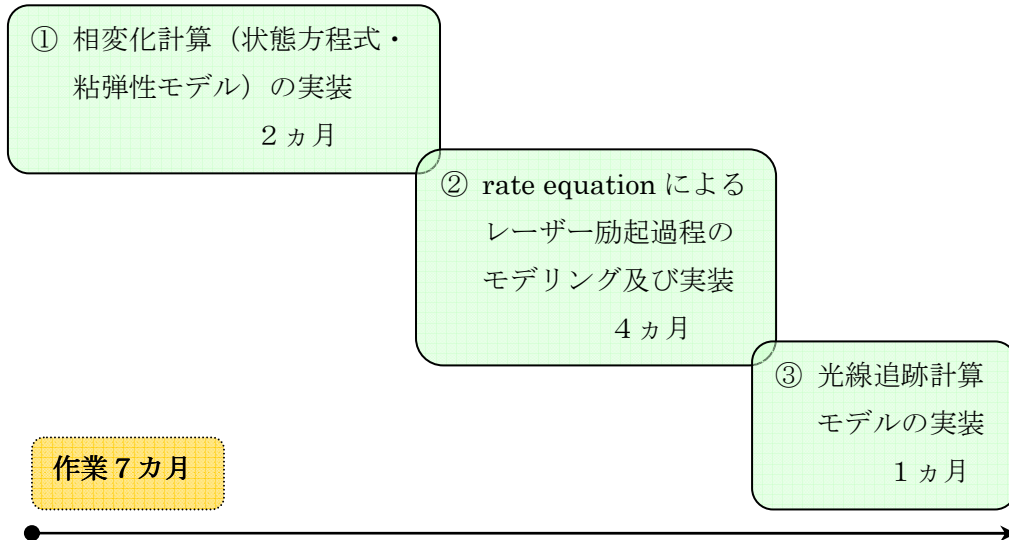 ① 相変化計算（状態方程式・
粘弾性モデル）の実装
２ヵ月
② rate equation による
レーザー励起過程の
モデリング及び実装
４ヵ月
③ 光線追跡計算
モデルの実装
１ヵ月
作業７カ月